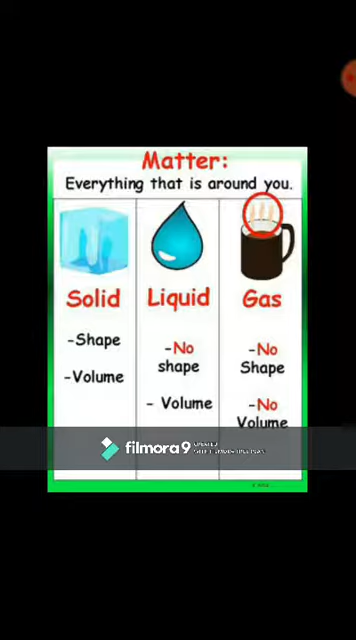 Matter:
Everything that is around you.
Solid
Liquid
Gas
-Shape
-Volume
-No
shape
- Volume
-No
Shape
-No
Volume
filmora9
CREATED